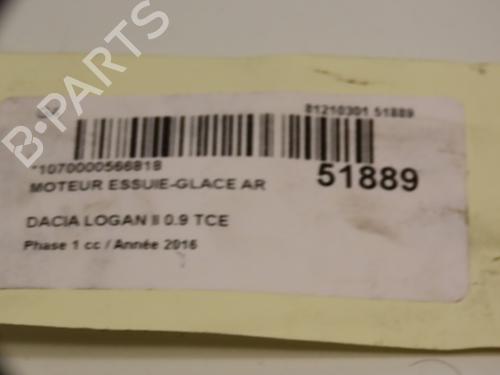 B-PARTS
81210301 51889
*1070000566818
MOTEUR ESSUIE-GLACE AR
51889
DACIA LOGAN II 0.9 TCE
Phase 1 cc / Année 2016